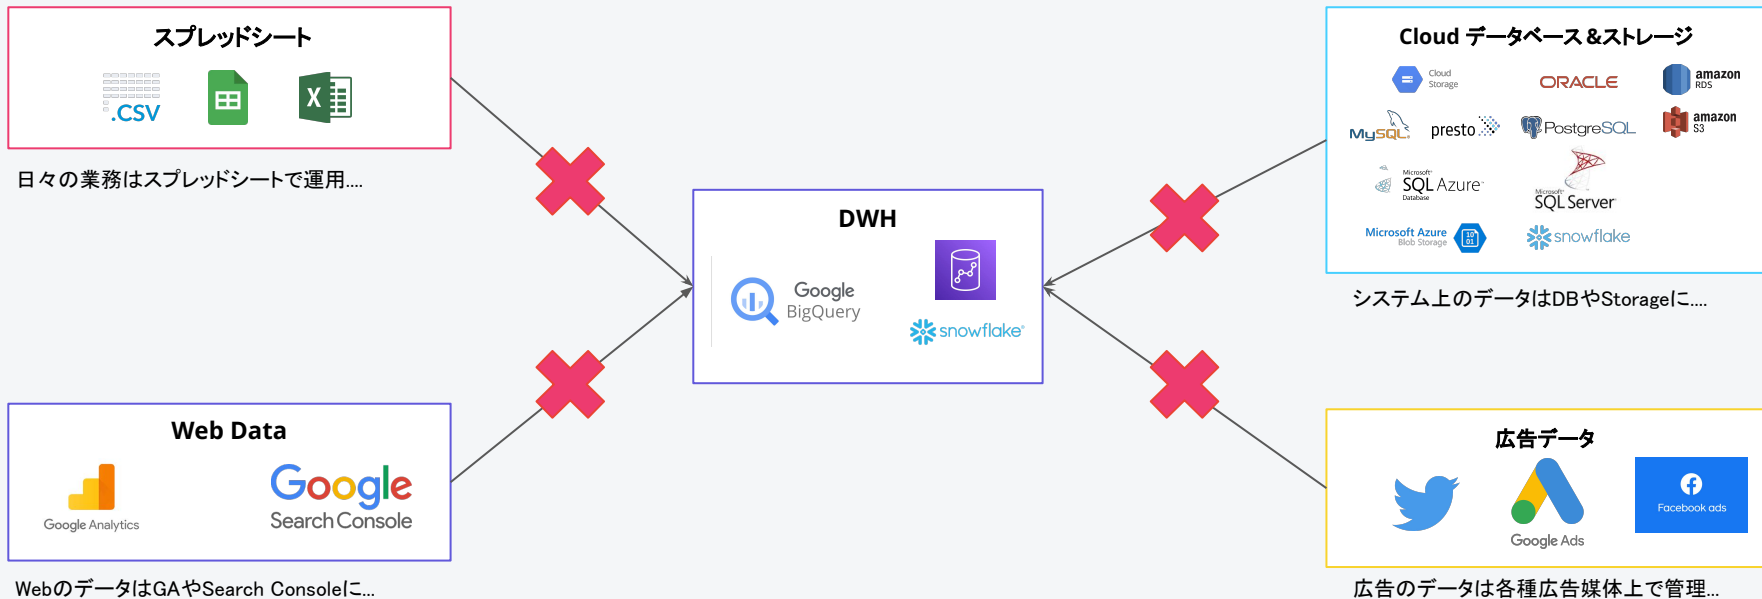 スプレッドシート
.CSV
X
日々の業務はスプレッドシートで運用....
Web Data
Google Analytics
Google
Search Console
WebのデータはGAやSearch Consoleに...
DWH
Google
BigQuery
snowflake
Cloud データベース&ストレージ
Cloud
Storage
ORACLE
amazon
RDS
MySQL
presto
PostgreSQL
amazon
S3
Microsoft
SQL Azure
Database
Microsoft
SQL Server
Microsoft Azure
Blob Storage
10
01
snowflake
システム上のデータはDBやStorageに....
広告データ
Google Ads
Facebook ads
広告のデータは各種広告媒体上で管理...